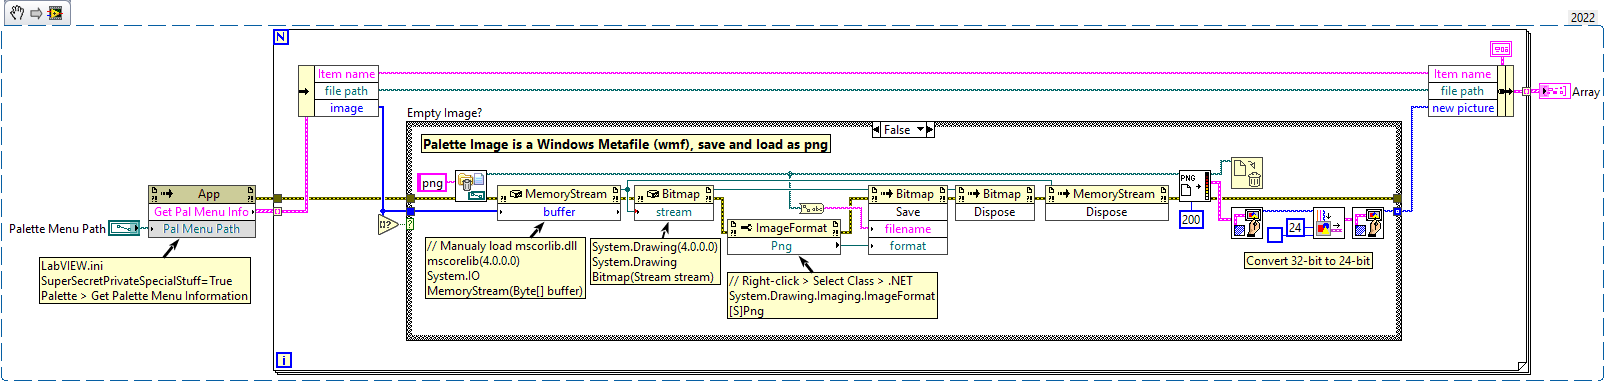 2022
N
Item name
file path
image
Item name
file path
new picture
Array
Empty Image?
False
Palette Image is a Windows Metafile (wmf), save and load as png
png
PNG
200
App
Get Pal Menu Info
Pal Menu Path
Palette Menu Path
MemoryStream
buffer
Bitmap
stream
ImageFormat
Png
Bitmap
Save
filename
format
Bitmap
Dispose
MemoryStream
Dispose
24
Convert 32-bit to 24-bit
// Manualy load mscorlib.dll
mscorelib(4.0.0.0)
System.IO
MemoryStream(Byte[] buffer)
System.Drawing(4.0.0.0)
System.Drawing
Bitmap(Stream stream)
// Right-click > Select Class > .NET
System.Drawing.Imaging.ImageFormat
[S]Png
LabVIEW.ini
SuperSecretPrivateSpecialStuff=True
Palette > Get Palette Menu Information
i